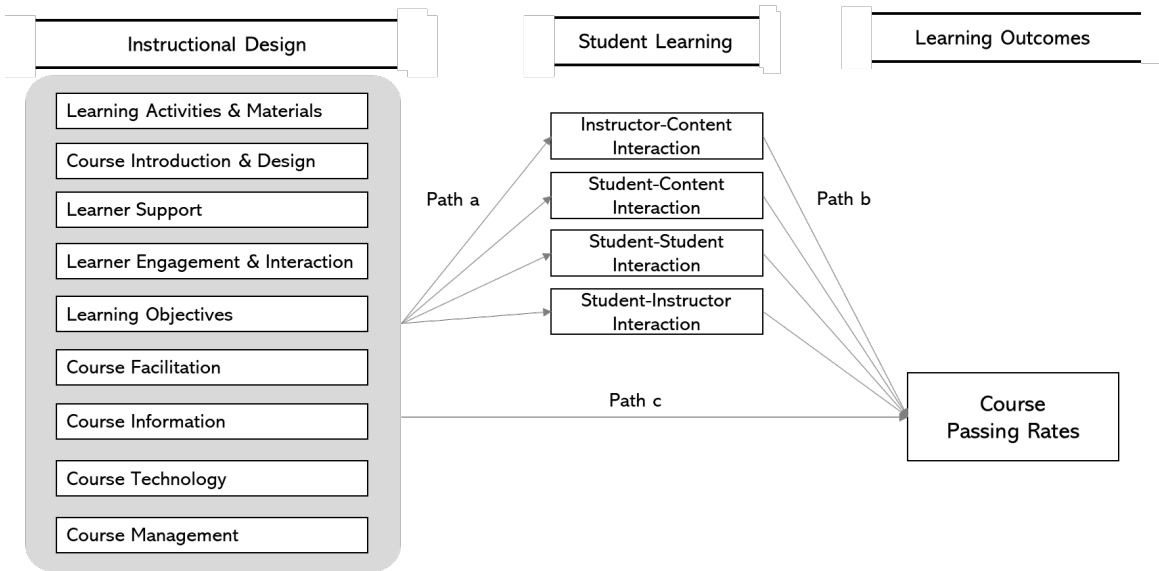 Instructional Design
Student Learning
Learning Outcomes
Learning Activities & Materials
Course Introduction & Design
Learner Support
Learner Engagement & Interaction
Learning Objectives
Course Facilitation
Course Information
Course Technology
Course Management
Path a
Instructor-Content
Interaction
Student-Content
Interaction
Student-Student
Interaction
Student-Instructor
Interaction
Path b
Path c
Course
Passing Rates